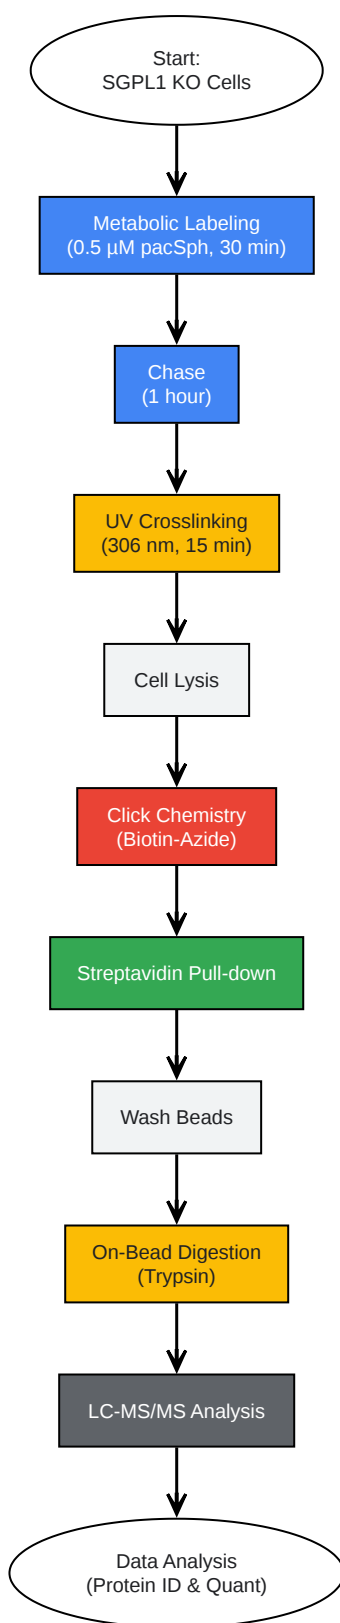 Start:
SGPL1 KO Cells
Metabolic Labeling
(0.5 µM pacSph, 30 min)
Chase
(1 hour)
UV Crosslinking
(306 nm, 15 min)
Cell Lysis
Click Chemistry
(Biotin-Azide)
Streptavidin Pull-down
Wash Beads
On-Bead Digestion
(Trypsin)
LC-MS/MS Analysis
Data Analysis
(Protein ID & Quant)